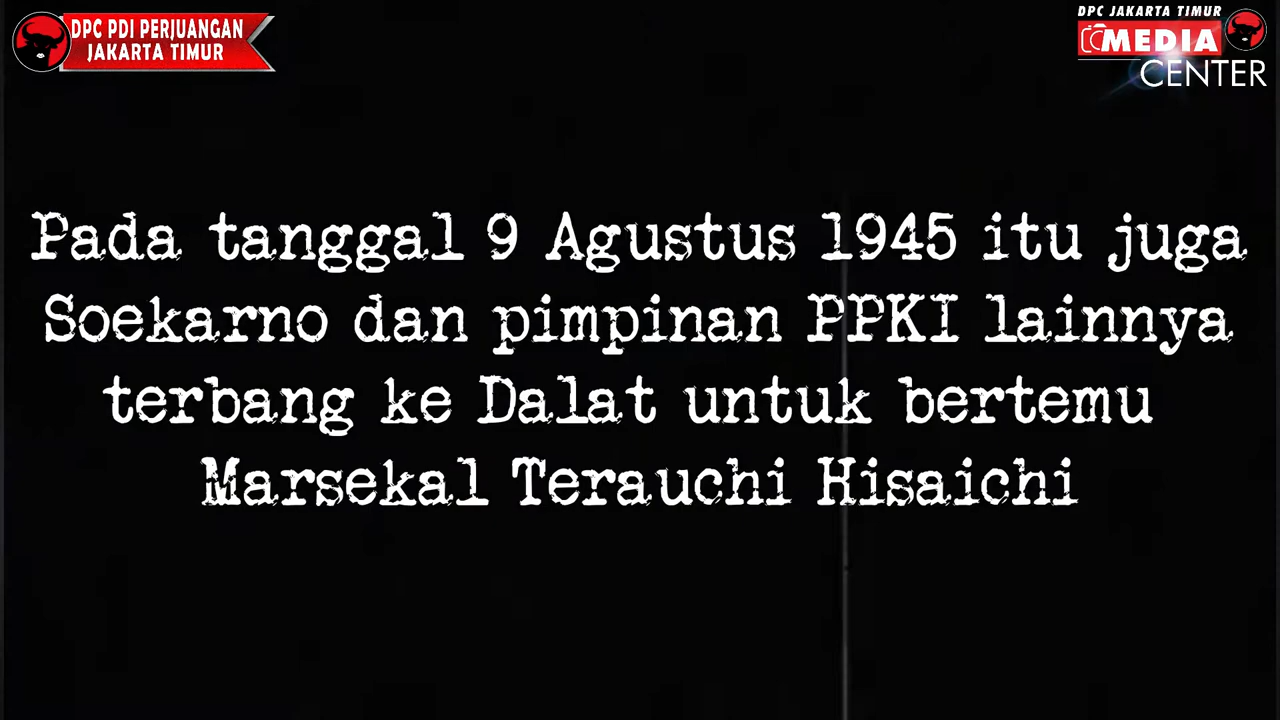 DPC PDI PERJUANGAN
JAKARTA TIMUR
DPC JAKARTA TIMUR
MEDIA
CENTER
Pada tanggal 9 Agustus 1945 itu juga
Soekarno dan pimpinan PPKI lainnya
terbang ke Dalat untuk bertemu
Marsekal Terauchi Hisaichi